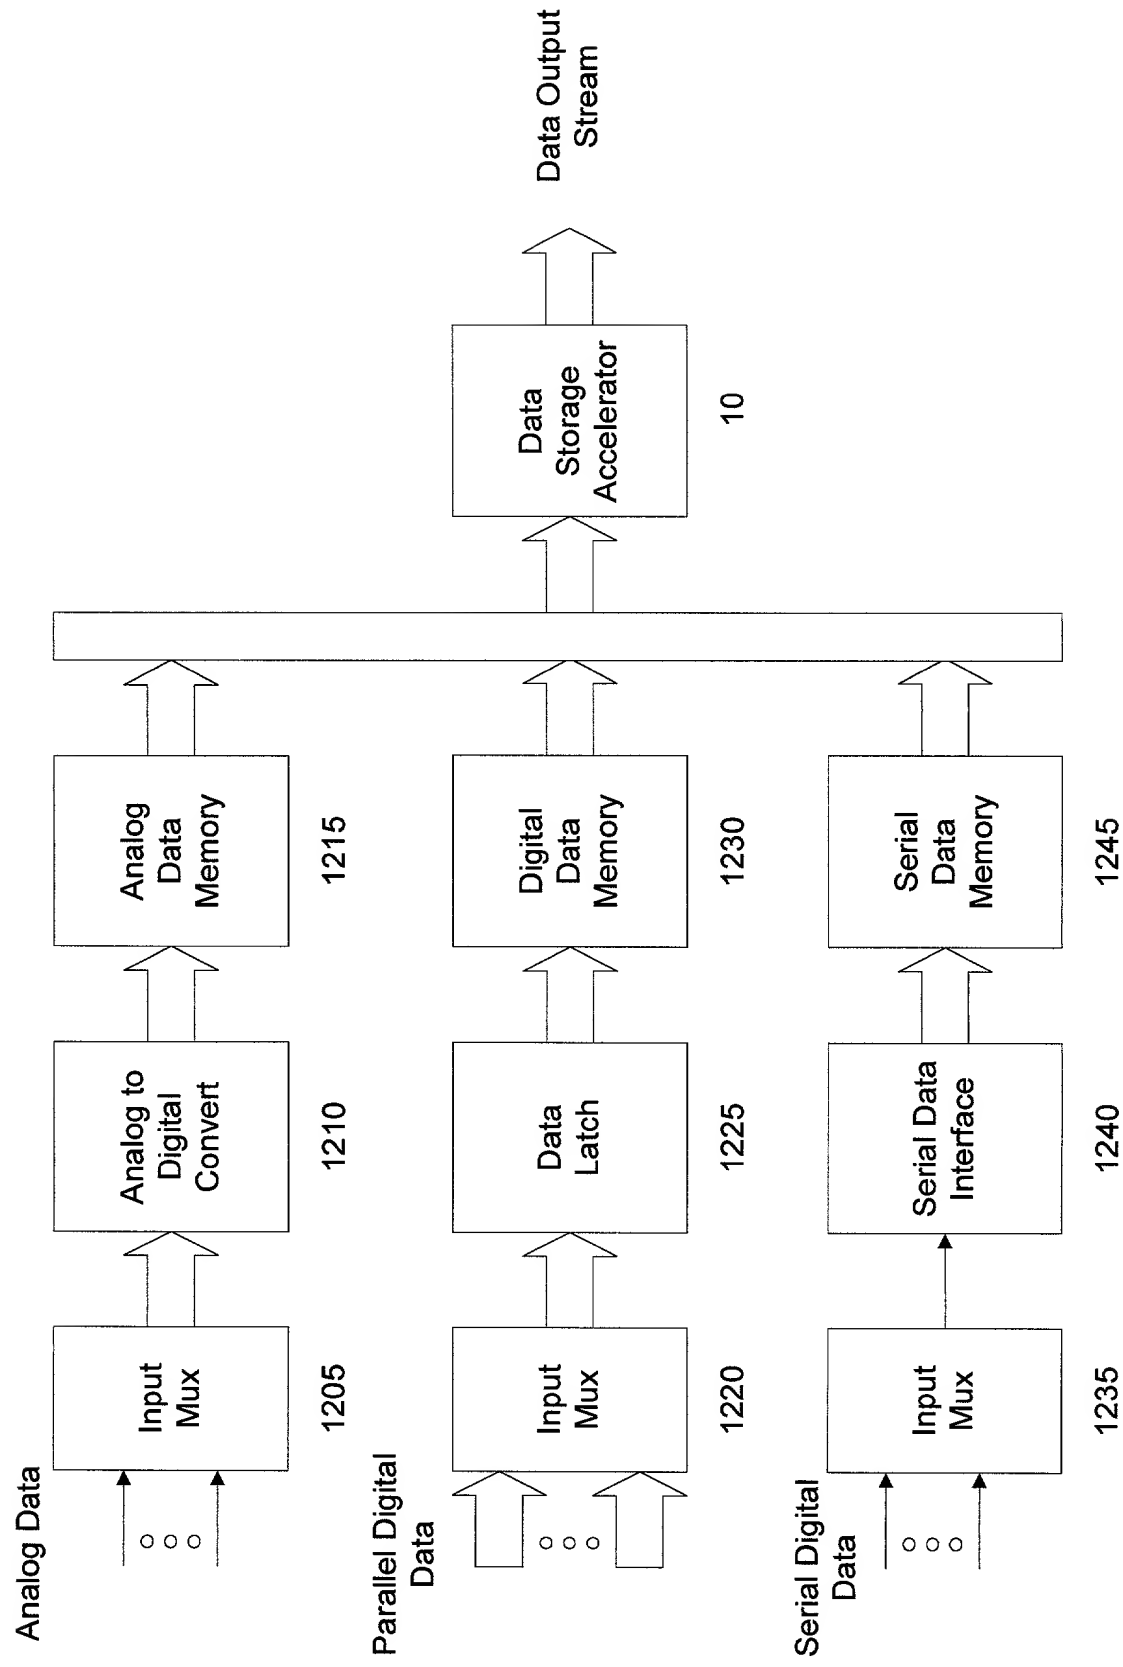 Analog Data
Input
Mux
1205
Analog to
Digital
Convert
1210
Analog
Data
Memory
1215
Parallel Digital
Data
Input
Mux
1220
Data
Latch
1225
Digital
Data
Memory
1230
Serial Digital
Data
Input
Mux
1235
Serial Data
Interface
1240
Serial
Data
Memory
1245
Data
Storage
Accelerator
10
Data Output
Stream